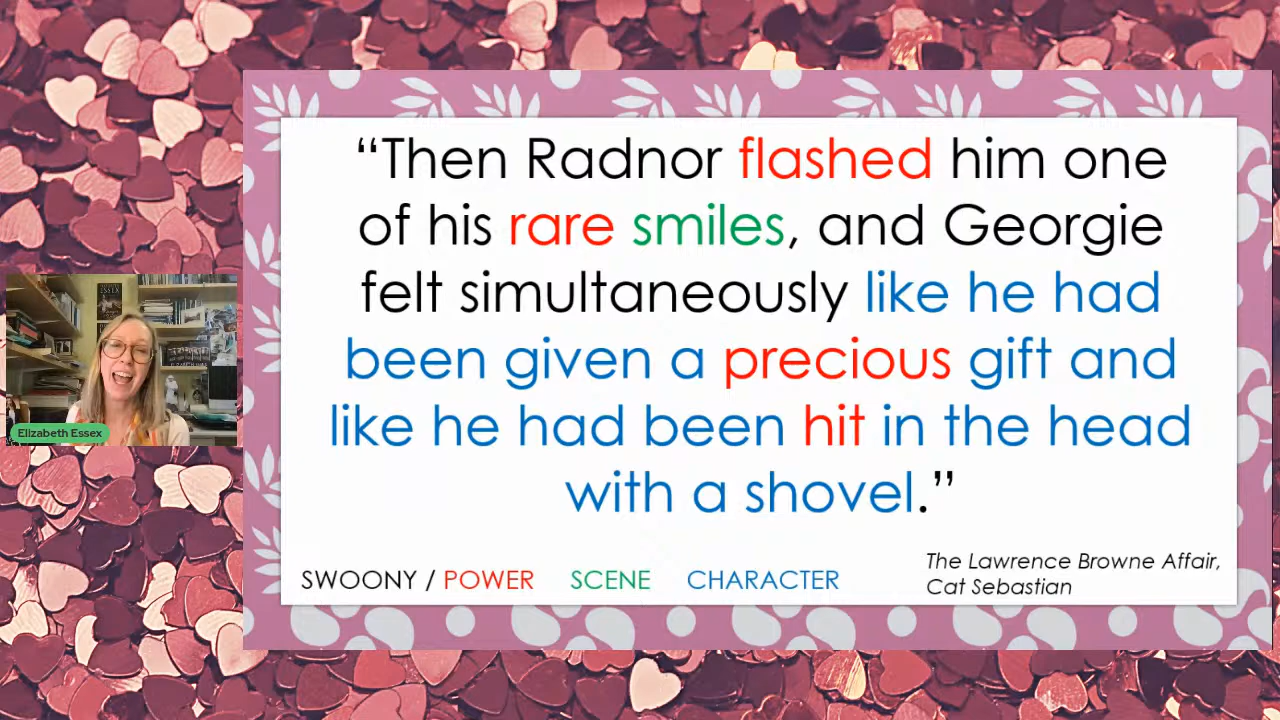 “Then Radnor flashed him one
of his rare smiles, and Georgie
felt simultaneously like he had
been given a precious gift and
like he had been hit in the head
with a shovel.”
SWOONY / POWER SCENE CHARACTER
The Lawrence Browne Affair,
Cat Sebastian
Elizabeth Essex